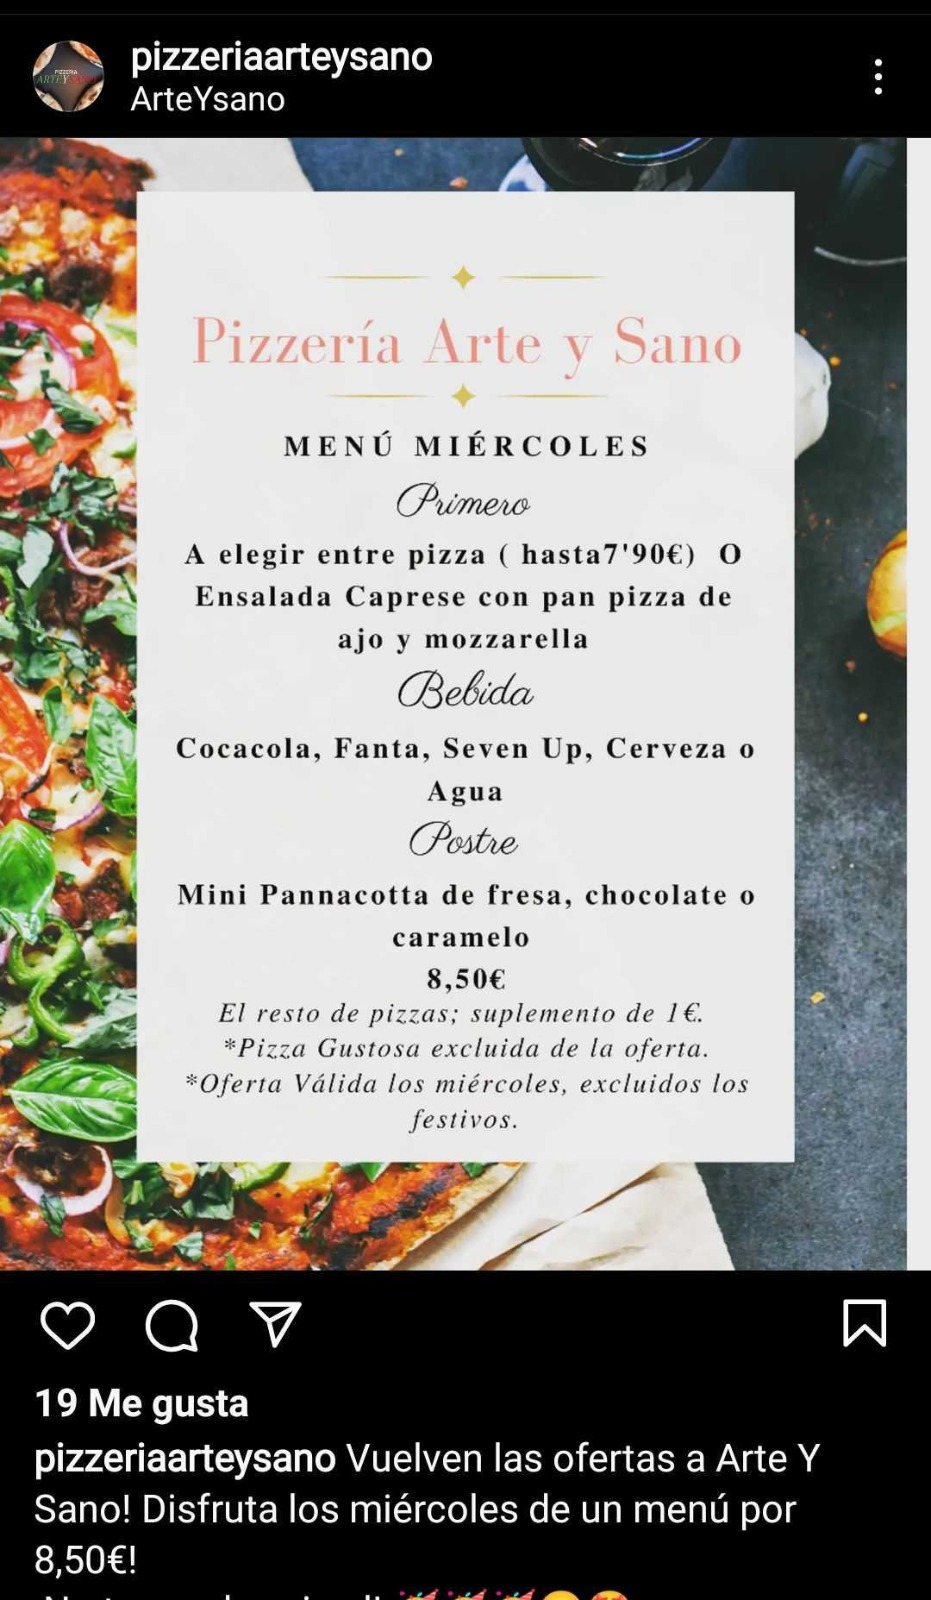 pizzeriaarteysano
ArteYsano
PIZZERIA
ARTEYSANO
Pizzería Arte y Sano
MENÚ MIÉRCOLES
Primero
A elegir entre pizza ( hasta7'90€) O
Ensalada Caprese con pan pizza de
ajo y mozzarella
Bebida
Cocacola, Fanta, Seven Up, Cerveza o
Agua
Postre
Mini Pannacotta de fresa, chocolate o
caramelo
8,50€
El resto de pizzas; suplemento de 1€.
*Pizza Gustosa excluida de la oferta.
*Oferta Válida los miércoles, excluidos los
festivos.
19 Me gusta
pizzeriaarteysano Vuelven las ofertas a Arte Y
Sano! Disfruta los miércoles de un menú por
8,50€!